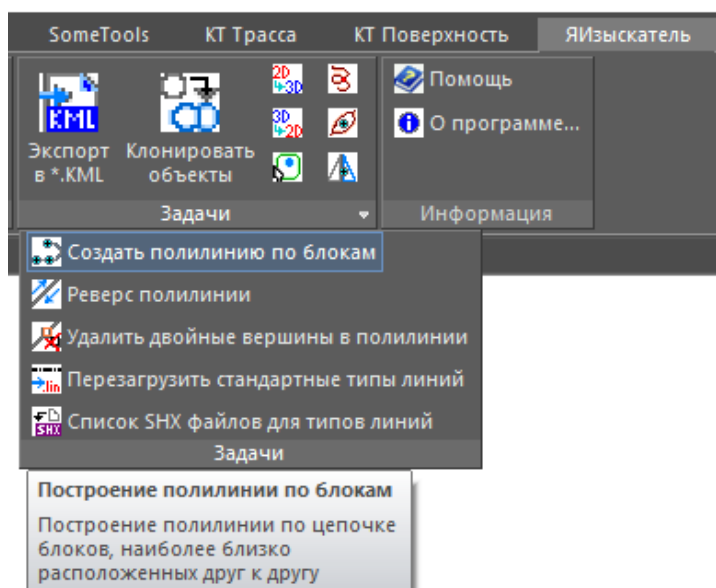 SomeTools КТ Трасса КТ Поверхность ЯИзыскатель
KML
2D
3D
3D
2D
Экспорт
в *.KML
Клонировать
объекты
Помощь
О программе...
Задачи
Информация
Создать полилинию по блокам
Реверс полилинии
Удалить двойные вершины в полилинии
.lin Перезагрузить стандартные типы линий
SHX Список SHX файлов для типов линий
Задачи
Построение полилинии по блокам
Построение полилинии по цепочке
блоков, наиболее близко
расположенных друг к другу